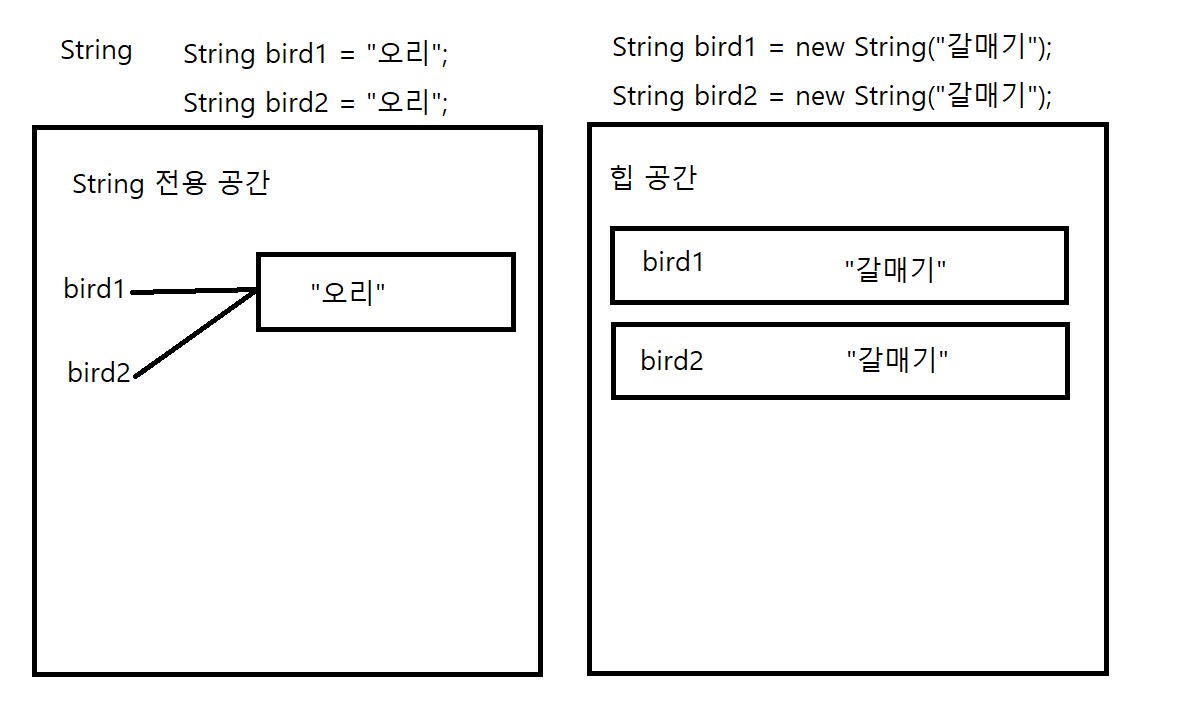 String
String bird1 = "오리";
String bird2 = "오리";
String 전용 공간
bird1
"오리"
bird2
String bird1 = new String("갈매기");
String bird2 = new String("갈매기");
힙 공간
bird1 "갈매기"
bird2 "갈매기"